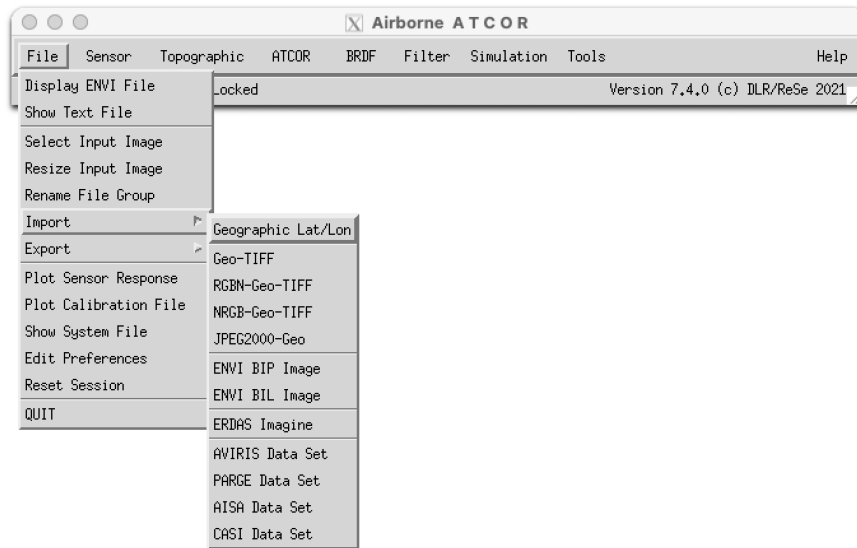 Airborne A T C O R
File Sensor Topographic ATCOR BRDF Filter Simulation Tools Help
Display ENVI File
Locked Version 7.4.0 (c) DLR/ReSe 2021
Show Text File
Select Input Image
Resize Input Image
Rename File Group
Import
Export
Plot Sensor Response
Plot Calibration File
Show System File
Edit Preferences
Reset Session
QUIT
Geographic Lat/Lon
Geo-TIFF
RGBN-Geo-TIFF
NRGB-Geo-TIFF
JPEG2000-Geo
ENVI BIP Image
ENVI BIL Image
ERDAS Imagine
AVIRIS Data Set
PARGE Data Set
AISA Data Set
CASI Data Set